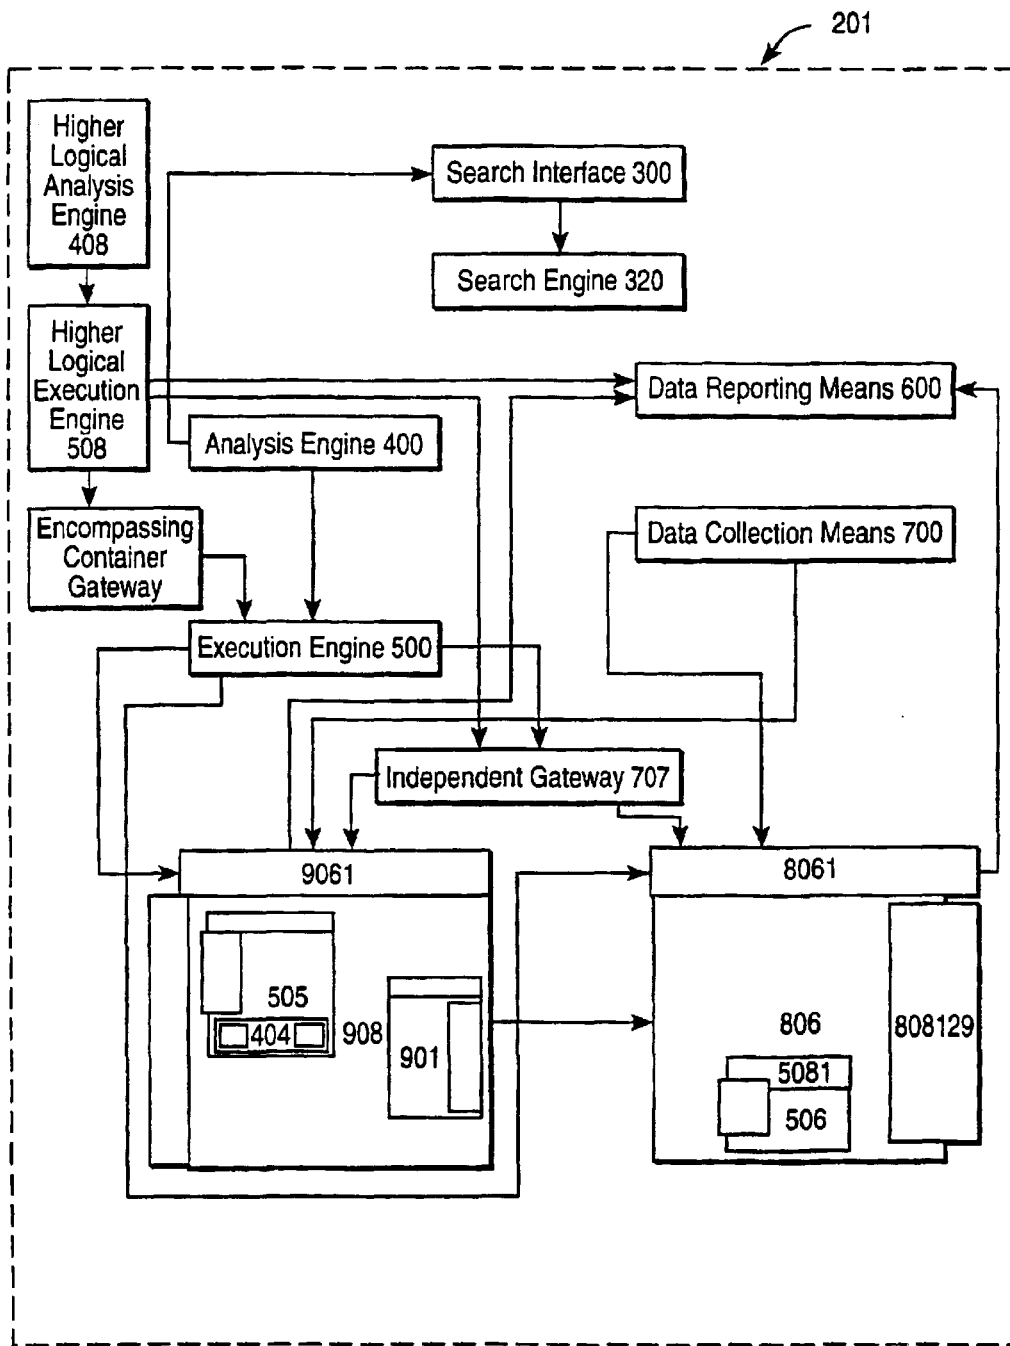 201
Higher
Logical
Analysis
Engine
408
Search Interface 300
Search Engine 320
Higher
Logical
Execution
Engine
508
Data Reporting Means 600
Analysis Engine 400
Encompassing
Container
Gateway
Data Collection Means 700
Execution Engine 500
Independent Gateway 707
9061
8061
505
404
908
901
806
808129
5081
506